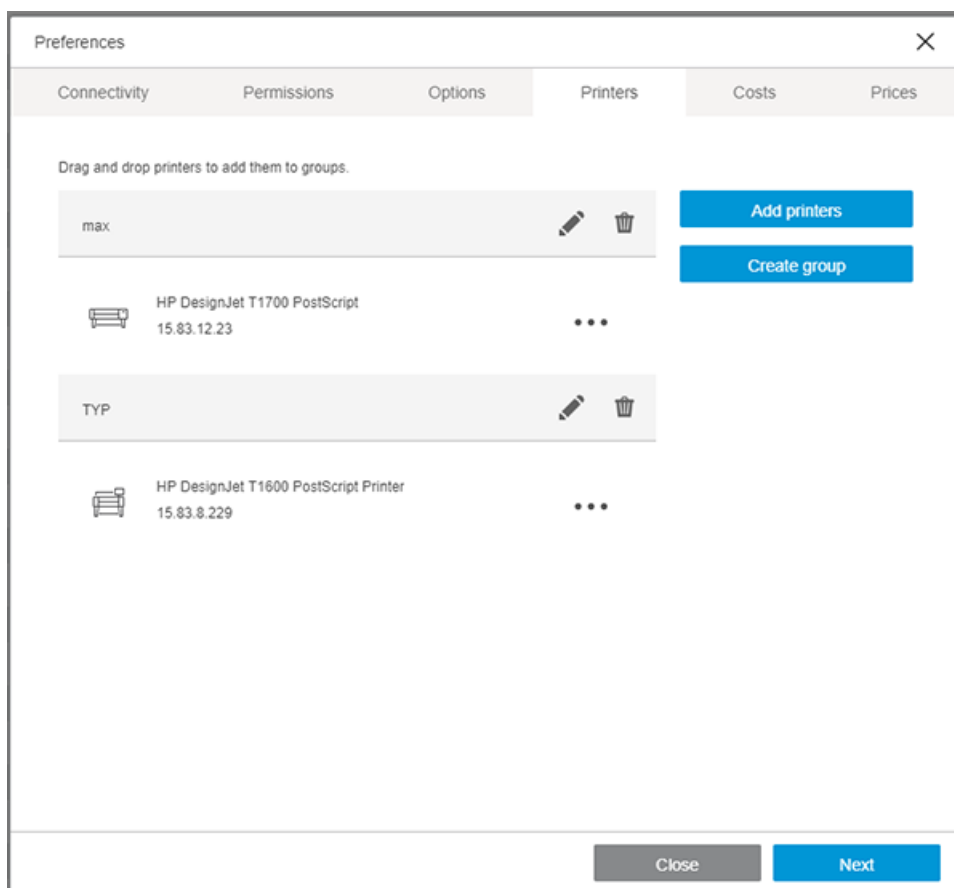 Preferences
Connectivity Permissions Options Printers Costs Prices
Drag and drop printers to add them to groups.
max
Add printers
Create group
HP DesignJet T1700 PostScript
15.83.12.23
TYP
HP DesignJet T1600 PostScript Printer
15.83.8.229
Close Next